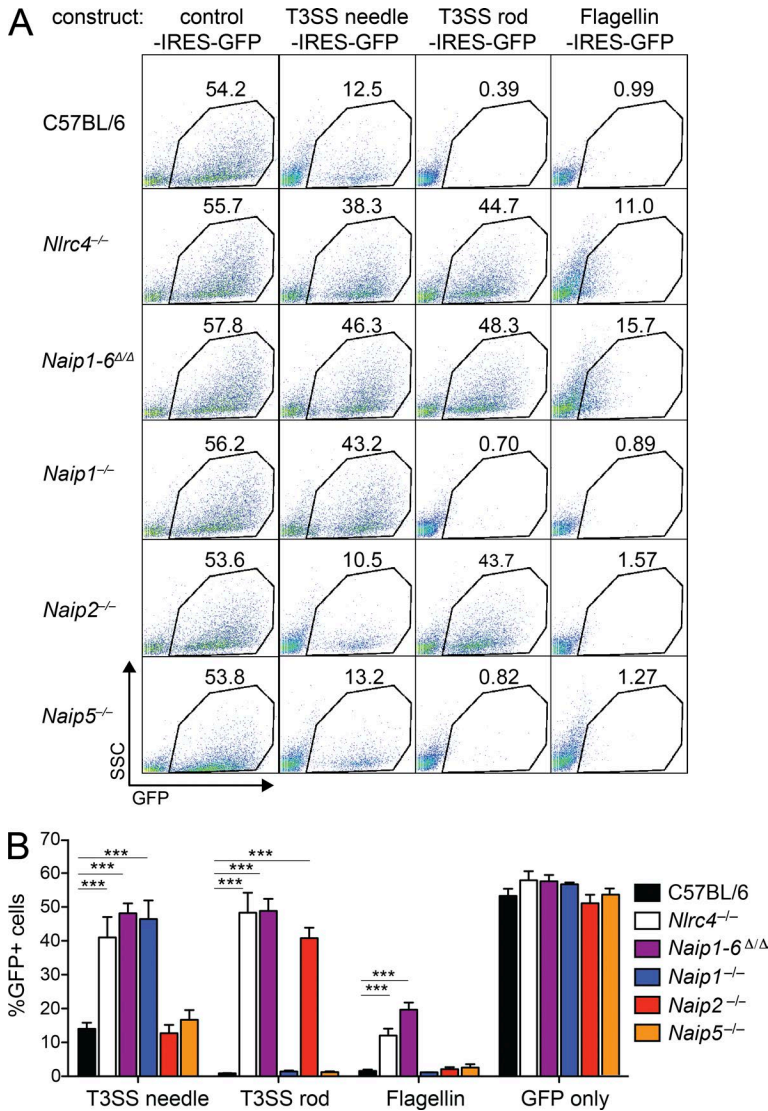 A
construct: control T3SS needle T3SS rod Flagellin
-IRES-GFP -IRES-GFP -IRES-GFP -IRES-GFP
C57BL/6 54.2 12.5 0.39 0.99
Nlrc4–/– 55.7 38.3 44.7 11.0
Naip1-6Δ/Δ 57.8 46.3 48.3 15.7
Naip1–/– 56.2 43.2 0.70 0.89
Naip2–/– 53.6 10.5 43.7 1.57
Naip5–/– 53.8 13.2 0.82 1.27
SSC
GFP
B
%GFP+ cells
70
60
50
40
30
20
10
0
*** *** ***
*** *** ***
*** ***
T3SS needle T3SS rod Flagellin GFP only
C57BL/6
Nlrc4–/–
Naip1-6Δ/Δ
Naip1–/–
Naip2–/–
Naip5–/–